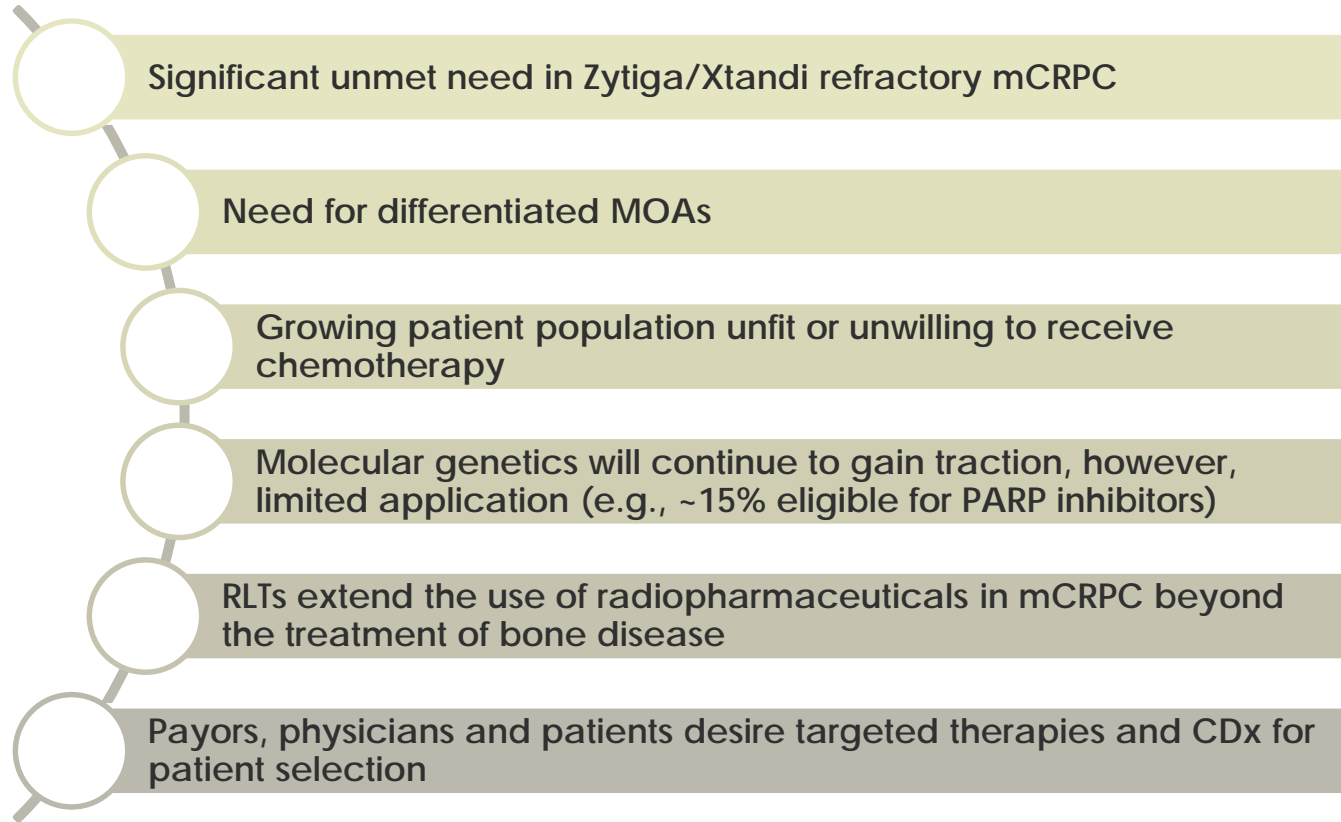 Significant unmet need in Zytiga/Xtandi refractory mCRPC
Need for differentiated MOAs
Growing patient population unfit or unwilling to receive
chemotherapy
Molecular genetics will continue to gain traction, however,
limited application (e.g., ~15% eligible for PARP inhibitors)
RLTs extend the use of radiopharmaceuticals in mCRPC beyond
the treatment of bone disease
Payors, physicians and patients desire targeted therapies and CDx for
patient selection